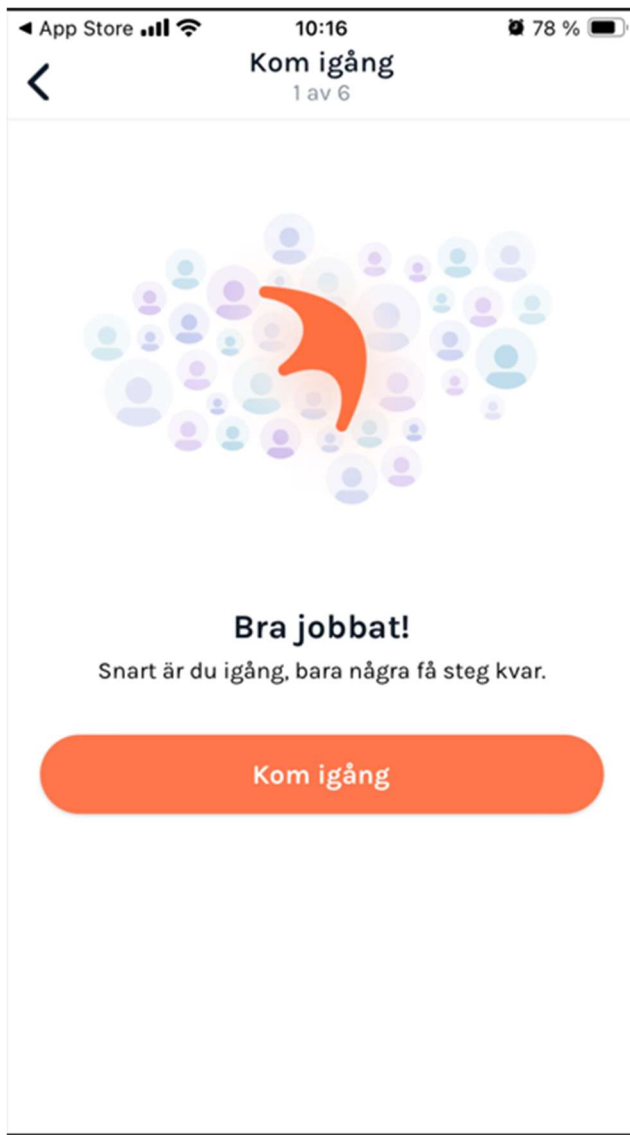 App Store 10:16 78 %
Kom igång
1 av 6
Bra jobbat!
Snart är du igång, bara några få steg kvar.
Kom igång